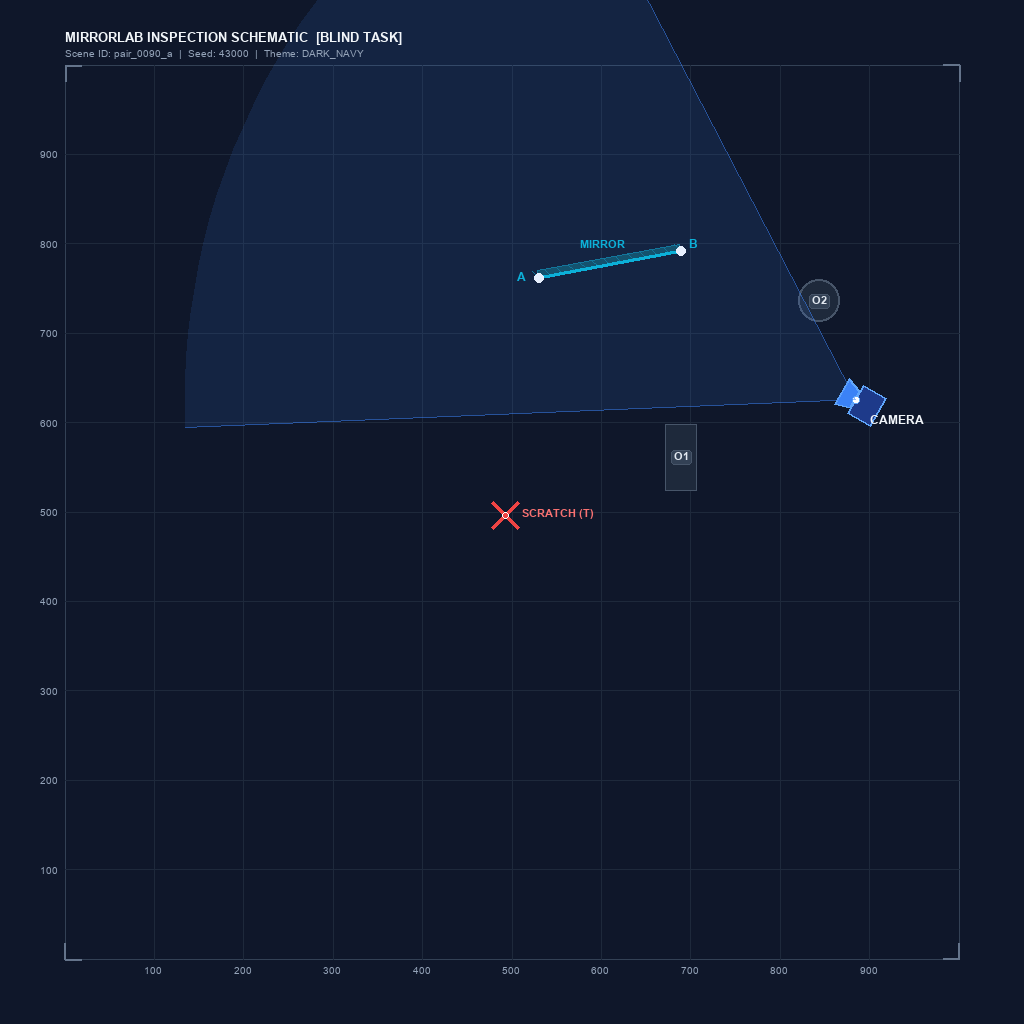 MIRRORLAB INSPECTION SCHEMATIC [BLIND TASK]
Scene ID: pair_0090_a | Seed: 43000 | Theme: DARK_NAVY
900
MIRROR
B
800
A
O2
700
CAMERA
600
O1
500
SCRATCH (T)
400
300
200
100
100 200 300 400 500 600 700 800 900